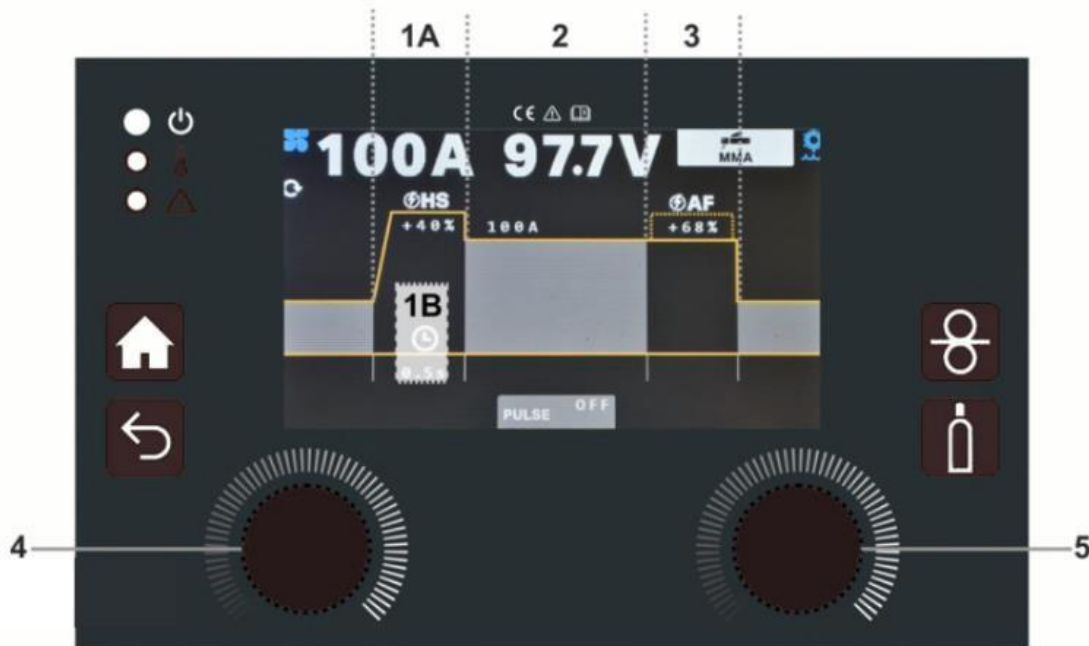 1A 2 3
CE
100A 97.7V MMA
HS AF
+40% 100A +68%
1B
0.5s
PULSE OFF
4 5